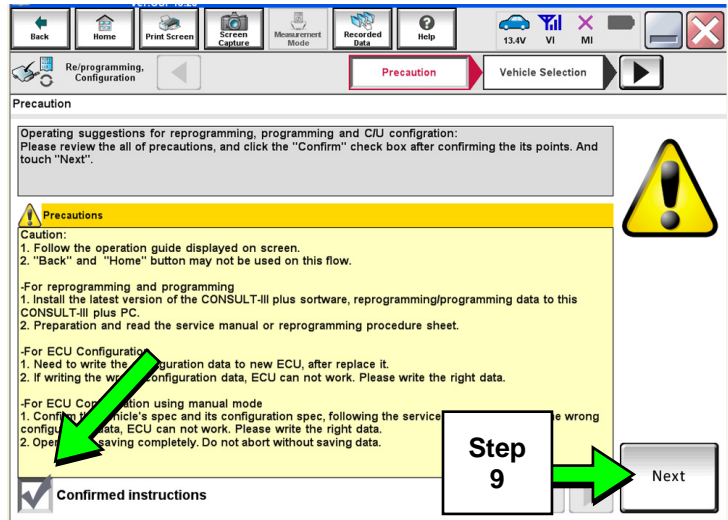 Back
Home
Print Screen
Screen
Capture
Measurement
Mode
Recorded
Data
Help
13.4V
VI
MI
Re/programming,
Configuration
Precaution
Vehicle Selection
Precaution
Operating suggestions for reprogramming, programming and C/U configration:
Please review the all of precautions, and click the "Confirm" check box after confirming the its points. And
touch "Next".
Precautions
Caution:
1. Follow the operation guide displayed on screen.
2. "Back" and "Home" button may not be used on this flow.
-For reprogramming and programming
1. Install the latest version of the CONSULT-III plus sortware, reprogramming/programming data to this
CONSULT-III plus PC.
2. Preparation and read the service manual or reprogramming procedure sheet.
-For ECU Configuration
1. Need to write the guration data to new ECU, after replace it.
2. If writing the configuration data, ECU can not work. Please write the right data.
-For ECU ation using manual mode
1. Confirm hicle's spec and its configuration spec, following the service wrong
data, ECU can not work. Please write the right data.
2. saving completely. Do not abort without saving data.
Step
9
Confirmed instructions
Next